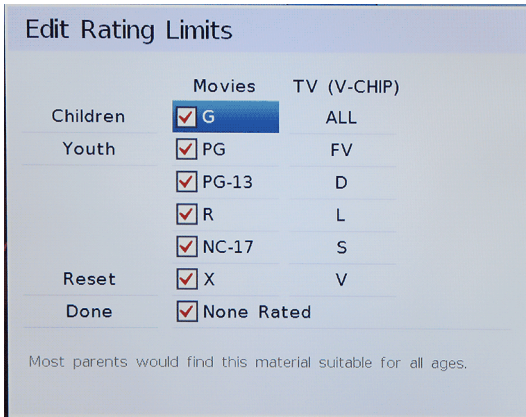 Edit Rating Limits
Movies TV (V-CHIP)
Children G ALL
Youth PG FV
PG-13 D
R L
NC-17 S
Reset X V
Done None Rated
Most parents would find this material suitable for all ages.